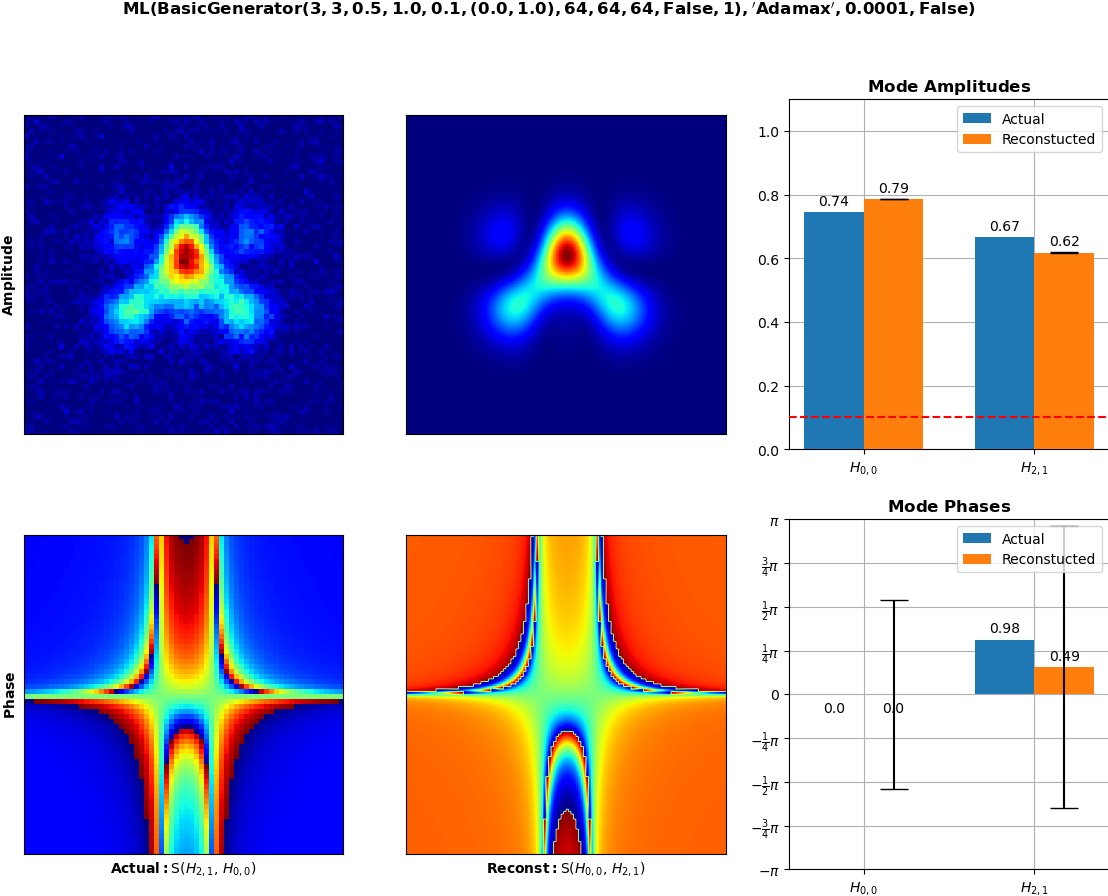 ML(BasicGenerator(3, 3, 0.5, 1.0, 0.1, (0.0, 1.0), 64, 64, 64, False, 1), ′Adamax′, 0.0001, False)
Amplitude
Mode Amplitudes
Actual
Reconstucted
1.0
0.8
0.6
0.4
0.2
0.0
0.74
0.79
0.67
0.62
H0, 0
H2, 1
Phase
Actual: S(H2, 1, H0, 0)
Reconst: S(H0, 0, H2, 1)
Mode Phases
Actual
Reconstucted
π
3/4π
1/2π
1/4π
0
−1/4π
−1/2π
−3/4π
−π
0.0
0.0
0.98
0.49
H0, 0
H2, 1